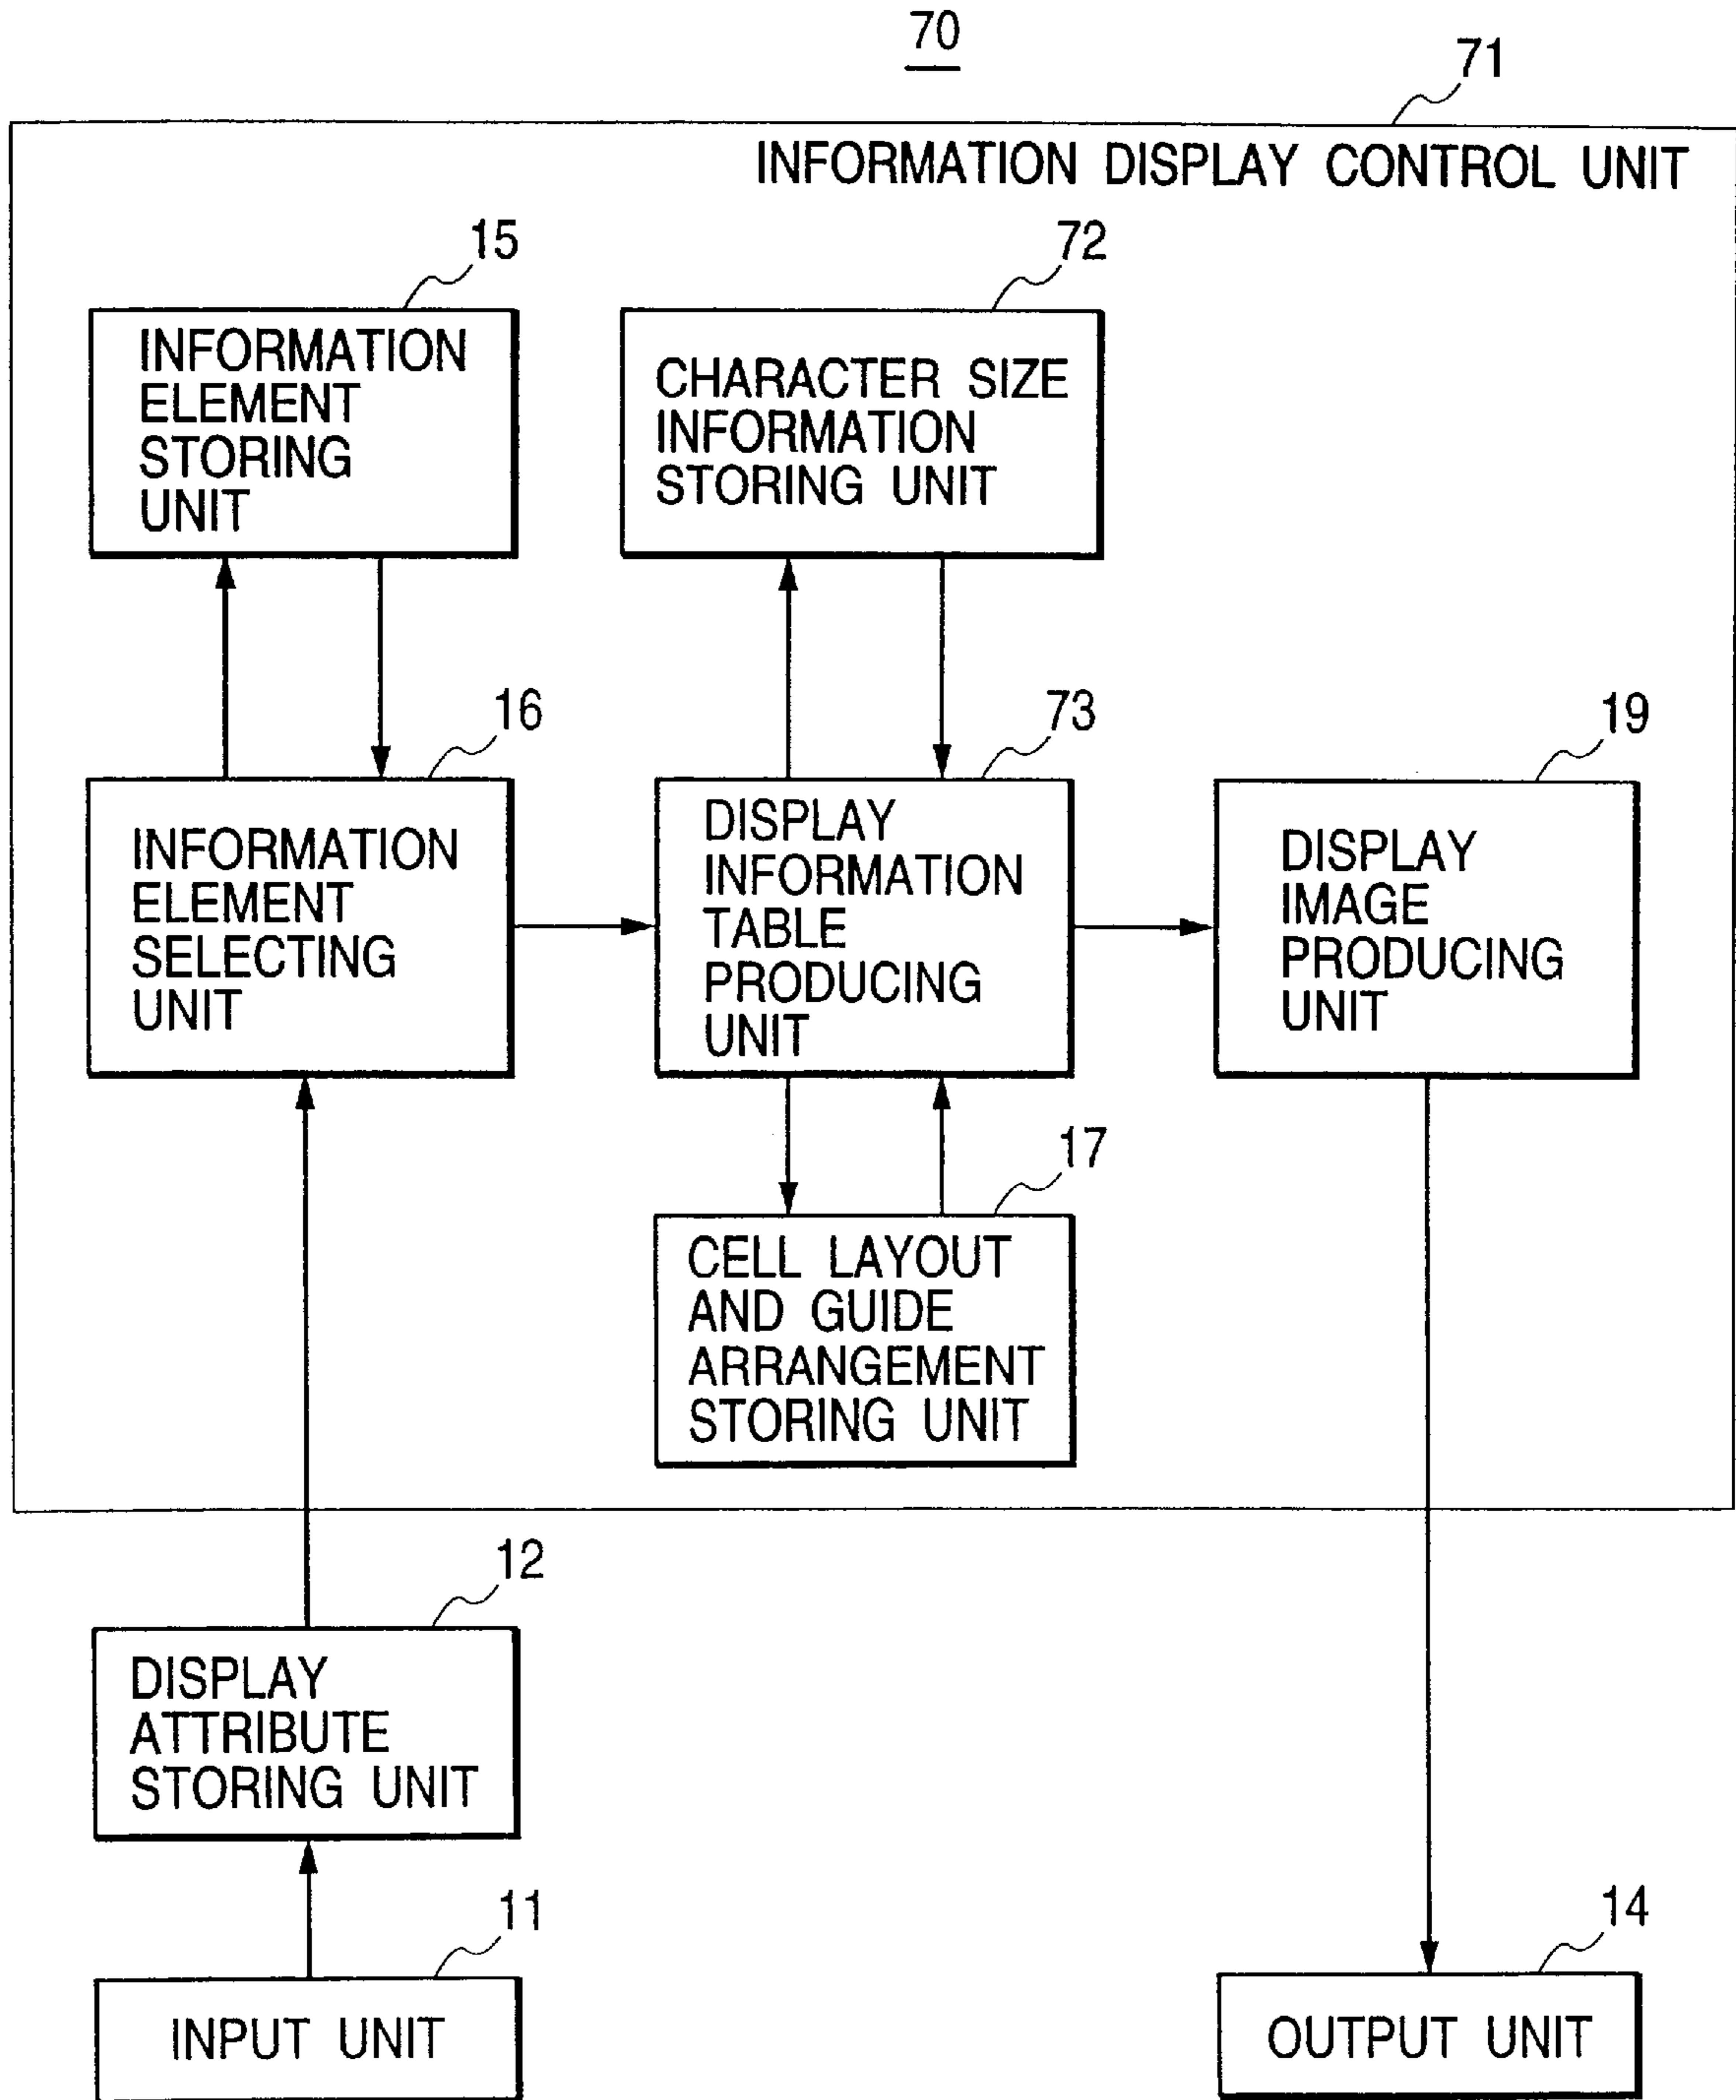 70
71
INFORMATION DISPLAY CONTROL UNIT
15
INFORMATION
ELEMENT
STORING
UNIT
72
CHARACTER SIZE
INFORMATION
STORING UNIT
16
INFORMATION
ELEMENT
SELECTING
UNIT
73
DISPLAY
INFORMATION
TABLE
PRODUCING
UNIT
19
DISPLAY
IMAGE
PRODUCING
UNIT
17
CELL LAYOUT
AND GUIDE
ARRANGEMENT
STORING UNIT
12
DISPLAY
ATTRIBUTE
STORING UNIT
11
INPUT UNIT
14
OUTPUT UNIT